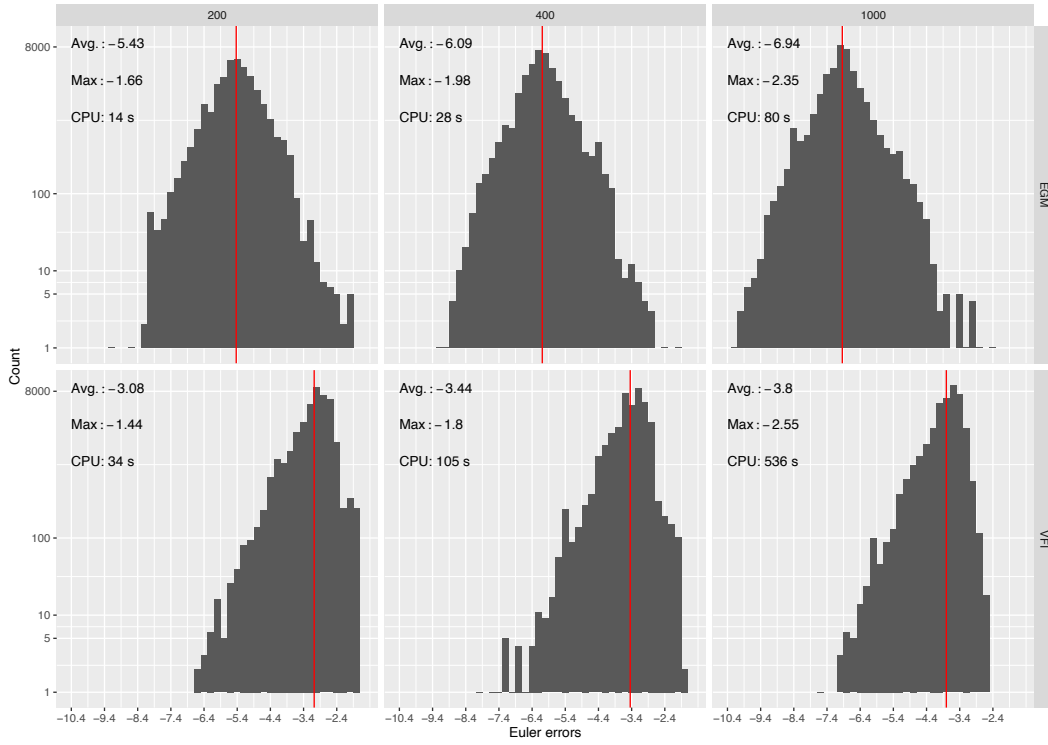 200 400 1000
Avg. : −5.43
Max : −1.66
CPU: 14 s
Avg. : −6.09
Max : −1.98
CPU: 28 s
Avg. : −6.94
Max : −2.35
CPU: 80 s
EGM
8000
100
10
5
1
Count
Avg. : −3.08
Max : −1.44
CPU: 34 s
Avg. : −3.44
Max : −1.8
CPU: 105 s
Avg. : −3.8
Max : −2.55
CPU: 536 s
VFI
8000
100
10
5
1
−10.4 −9.4 −8.4 −7.4 −6.4 −5.4 −4.4 −3.4 −2.4 −10.4 −9.4 −8.4 −7.4 −6.4 −5.4 −4.4 −3.4 −2.4 −10.4 −9.4 −8.4 −7.4 −6.4 −5.4 −4.4 −3.4 −2.4
Euler errors